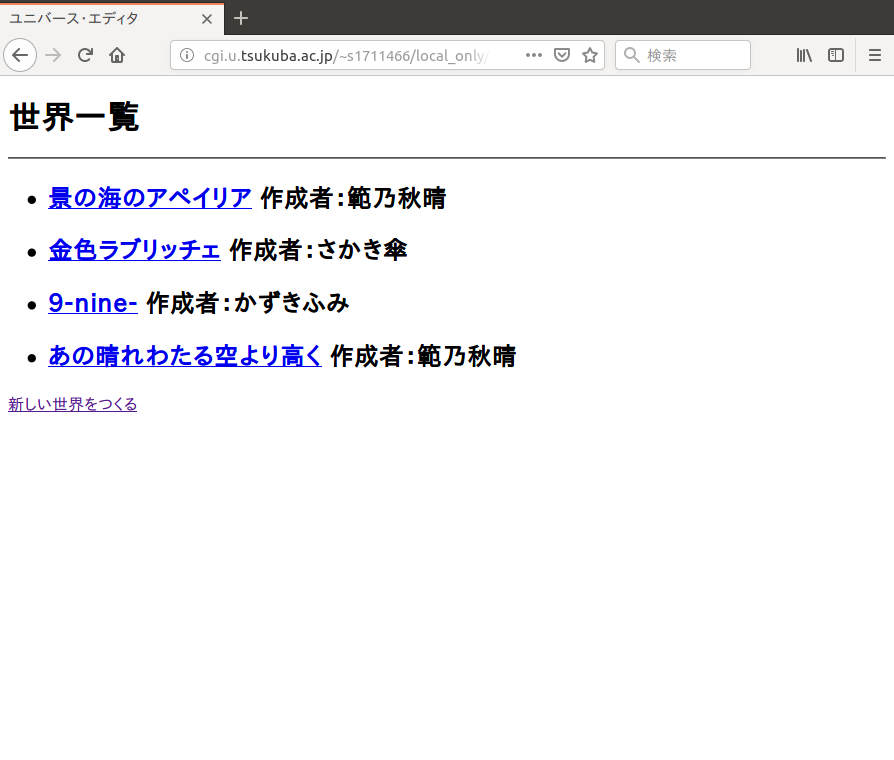 ユニバース・エディタ
cgi.u.tsukuba.ac.jp/~s1711466/local_only/
検索
世界一覧
景の海のアペイリア 作成者：範乃秋晴
金色ラブリッチェ 作成者：さかき傘
9-nine- 作成者：かずきふみ
あの晴れわたる空より高く 作成者：範乃秋晴
新しい世界をつくる